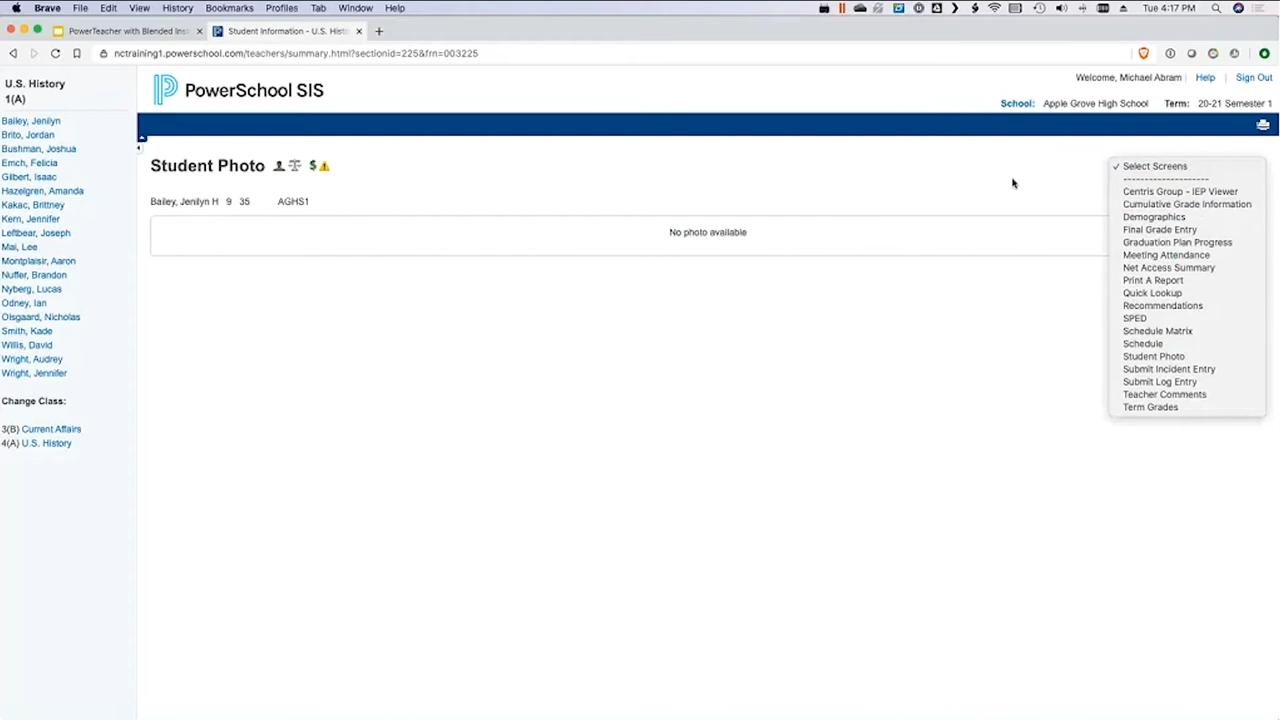 Brave File Edit View History Bookmarks Profiles Tab Window Help Tue 4:17 PM
PowerTeacher with Blended Inst
Student Information - U.S. Histo
nctraining1.powerschool.com/teachers/summary.html?sectionid=225&frn=003225
U.S. History
1(A)
Bailey, Jenilyn
Brito, Jordan
Bushman, Joshua
Emch, Felicia
Gilbert, Isaac
Hazelgren, Amanda
Kakac, Brittney
Kern, Jennifer
Leftbear, Joseph
Mai, Lee
Montplaisir, Aaron
Nuffer, Brandon
Nyberg, Lucas
Odney, Ian
Olsgaard, Nicholas
Smith, Kade
Willis, David
Wright, Audrey
Wright, Jennifer
Change Class:
3(B) Current Affairs
4(A) U.S. History
PowerSchool SIS
Welcome, Michael Abram | Help | Sign Out
School: Apple Grove High School Term: 20-21 Semester 1
Student Photo
Bailey, Jenilyn H 9 35 AGHS1
No photo available
✓ Select Screens
--------------------
Centris Group - IEP Viewer
Cumulative Grade Information
Demographics
Final Grade Entry
Graduation Plan Progress
Meeting Attendance
Net Access Summary
Print A Report
Quick Lookup
Recommendations
SPED
Schedule Matrix
Schedule
Student Photo
Submit Incident Entry
Submit Log Entry
Teacher Comments
Term Grades